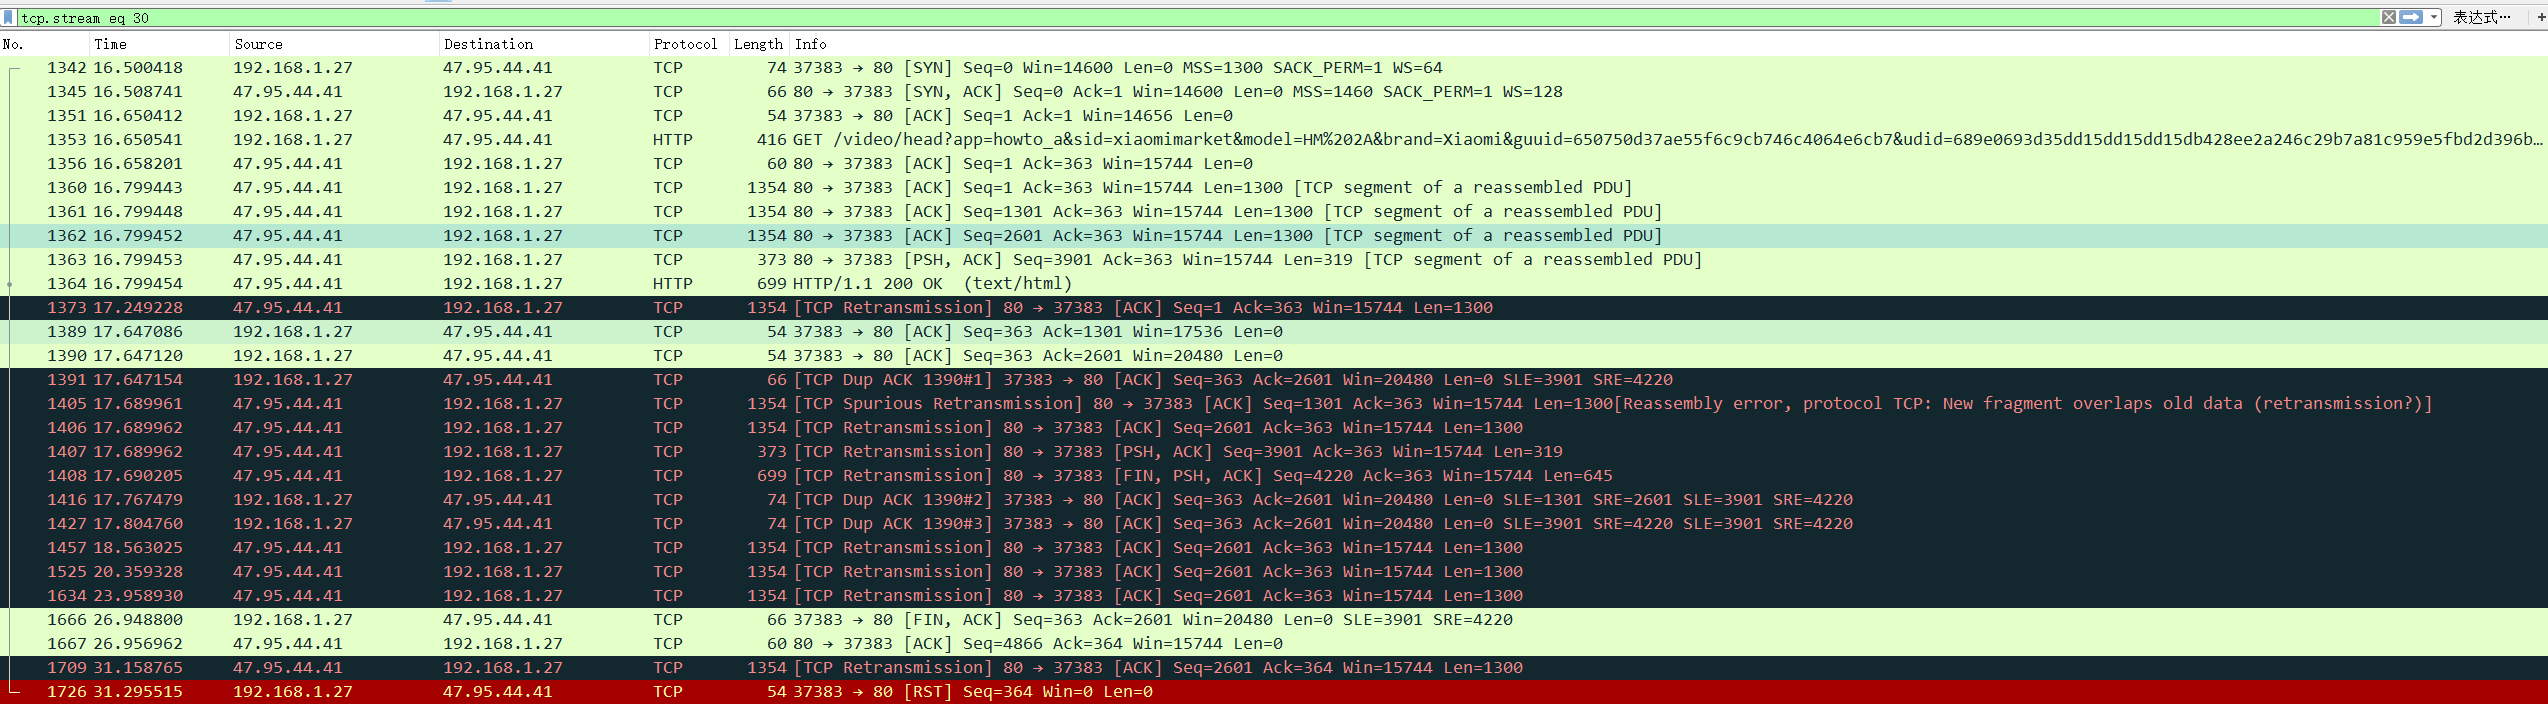 tcp.stream eq 30 表达式… +
No. Time Source Destination Protocol Length Info
1342 16.500418 192.168.1.27 47.95.44.41 TCP 74 37383 → 80 [SYN] Seq=0 Win=14600 Len=0 MSS=1300 SACK_PERM=1 WS=64
1345 16.508741 47.95.44.41 192.168.1.27 TCP 66 80 → 37383 [SYN, ACK] Seq=0 Ack=1 Win=14600 Len=0 MSS=1460 SACK_PERM=1 WS=128
1351 16.650412 192.168.1.27 47.95.44.41 TCP 54 37383 → 80 [ACK] Seq=1 Ack=1 Win=14656 Len=0
1353 16.650541 192.168.1.27 47.95.44.41 HTTP 416 GET /video/head?app=howto_a&sid=xiaomimarket&model=HM%202A&brand=Xiaomi&guuid=650750d37ae55f6c9cb746c4064e6cb7&udid=689e0693d35dd15dd15dd15db428ee2a246c29b7a81c959e5fbd2d396b…
1356 16.658201 47.95.44.41 192.168.1.27 TCP 60 80 → 37383 [ACK] Seq=1 Ack=363 Win=15744 Len=0
1360 16.799443 47.95.44.41 192.168.1.27 TCP 1354 80 → 37383 [ACK] Seq=1 Ack=363 Win=15744 Len=1300 [TCP segment of a reassembled PDU]
1361 16.799448 47.95.44.41 192.168.1.27 TCP 1354 80 → 37383 [ACK] Seq=1301 Ack=363 Win=15744 Len=1300 [TCP segment of a reassembled PDU]
1362 16.799452 47.95.44.41 192.168.1.27 TCP 1354 80 → 37383 [ACK] Seq=2601 Ack=363 Win=15744 Len=1300 [TCP segment of a reassembled PDU]
1363 16.799453 47.95.44.41 192.168.1.27 TCP 373 80 → 37383 [PSH, ACK] Seq=3901 Ack=363 Win=15744 Len=319 [TCP segment of a reassembled PDU]
1364 16.799454 47.95.44.41 192.168.1.27 HTTP 699 HTTP/1.1 200 OK  (text/html)
1373 17.249228 47.95.44.41 192.168.1.27 TCP 1354 [TCP Retransmission] 80 → 37383 [ACK] Seq=1 Ack=363 Win=15744 Len=1300
1389 17.647086 192.168.1.27 47.95.44.41 TCP 54 37383 → 80 [ACK] Seq=363 Ack=1301 Win=17536 Len=0
1390 17.647120 192.168.1.27 47.95.44.41 TCP 54 37383 → 80 [ACK] Seq=363 Ack=2601 Win=20480 Len=0
1391 17.647154 192.168.1.27 47.95.44.41 TCP 66 [TCP Dup ACK 1390#1] 37383 → 80 [ACK] Seq=363 Ack=2601 Win=20480 Len=0 SLE=3901 SRE=4220
1405 17.689961 47.95.44.41 192.168.1.27 TCP 1354 [TCP Spurious Retransmission] 80 → 37383 [ACK] Seq=1301 Ack=363 Win=15744 Len=1300[Reassembly error, protocol TCP: New fragment overlaps old data (retransmission?)]
1406 17.689962 47.95.44.41 192.168.1.27 TCP 1354 [TCP Retransmission] 80 → 37383 [ACK] Seq=2601 Ack=363 Win=15744 Len=1300
1407 17.689962 47.95.44.41 192.168.1.27 TCP 373 [TCP Retransmission] 80 → 37383 [PSH, ACK] Seq=3901 Ack=363 Win=15744 Len=319
1408 17.690205 47.95.44.41 192.168.1.27 TCP 699 [TCP Retransmission] 80 → 37383 [FIN, PSH, ACK] Seq=4220 Ack=363 Win=15744 Len=645
1416 17.767479 192.168.1.27 47.95.44.41 TCP 74 [TCP Dup ACK 1390#2] 37383 → 80 [ACK] Seq=363 Ack=2601 Win=20480 Len=0 SLE=1301 SRE=2601 SLE=3901 SRE=4220
1427 17.804760 192.168.1.27 47.95.44.41 TCP 74 [TCP Dup ACK 1390#3] 37383 → 80 [ACK] Seq=363 Ack=2601 Win=20480 Len=0 SLE=3901 SRE=4220 SLE=3901 SRE=4220
1457 18.563025 47.95.44.41 192.168.1.27 TCP 1354 [TCP Retransmission] 80 → 37383 [ACK] Seq=2601 Ack=363 Win=15744 Len=1300
1525 20.359328 47.95.44.41 192.168.1.27 TCP 1354 [TCP Retransmission] 80 → 37383 [ACK] Seq=2601 Ack=363 Win=15744 Len=1300
1634 23.958930 47.95.44.41 192.168.1.27 TCP 1354 [TCP Retransmission] 80 → 37383 [ACK] Seq=2601 Ack=363 Win=15744 Len=1300
1666 26.948800 192.168.1.27 47.95.44.41 TCP 66 37383 → 80 [FIN, ACK] Seq=363 Ack=2601 Win=20480 Len=0 SLE=3901 SRE=4220
1667 26.956962 47.95.44.41 192.168.1.27 TCP 60 80 → 37383 [ACK] Seq=4866 Ack=364 Win=15744 Len=0
1709 31.158765 47.95.44.41 192.168.1.27 TCP 1354 [TCP Retransmission] 80 → 37383 [ACK] Seq=2601 Ack=364 Win=15744 Len=1300
1726 31.295515 192.168.1.27 47.95.44.41 TCP 54 37383 → 80 [RST] Seq=364 Win=0 Len=0